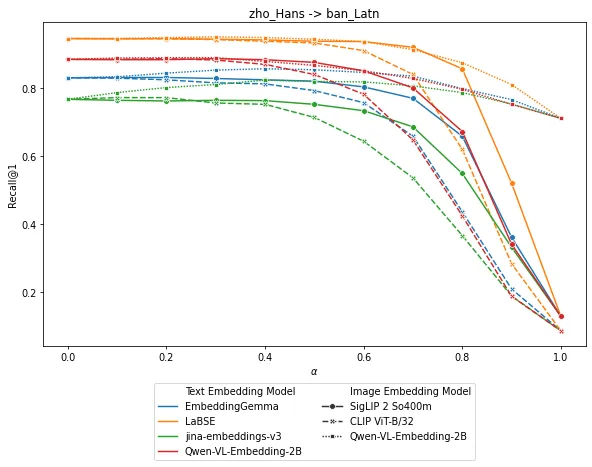 zho_Hans -> ban_Latn
Recall@1
0.8
0.6
0.4
0.2
0.0 0.2 0.4 0.6 0.8 1.0
α
Text Embedding Model Image Embedding Model
EmbeddingGemma SigLIP 2 So400m
LaBSE CLIP ViT-B/32
jina-embeddings-v3 Qwen-VL-Embedding-2B
Qwen-VL-Embedding-2B